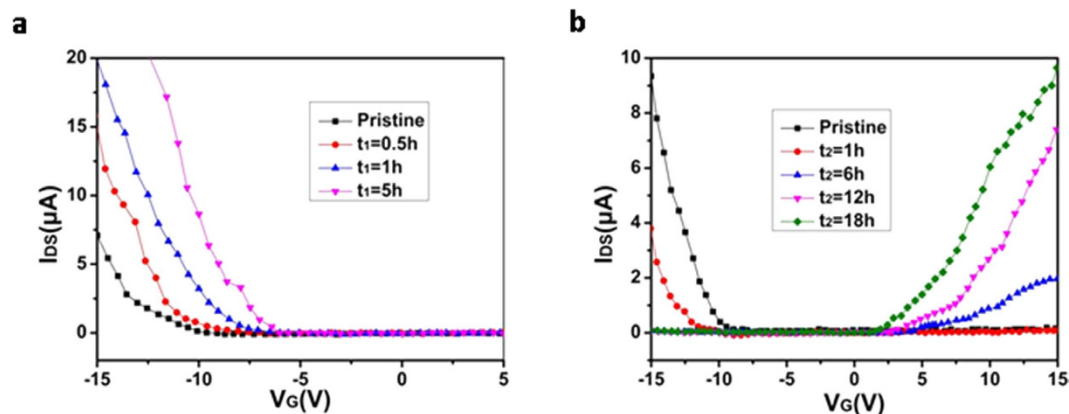 a
20
15
10
5
0
IDS(μA)
Pristine
t1=0.5h
t1=1h
t1=5h
-15
-10
-5
0
5
VG(V)
b
10
8
6
4
2
0
IDS(μA)
Pristine
t2=1h
t2=6h
t2=12h
t2=18h
-15
-10
-5
0
5
10
15
VG(V)